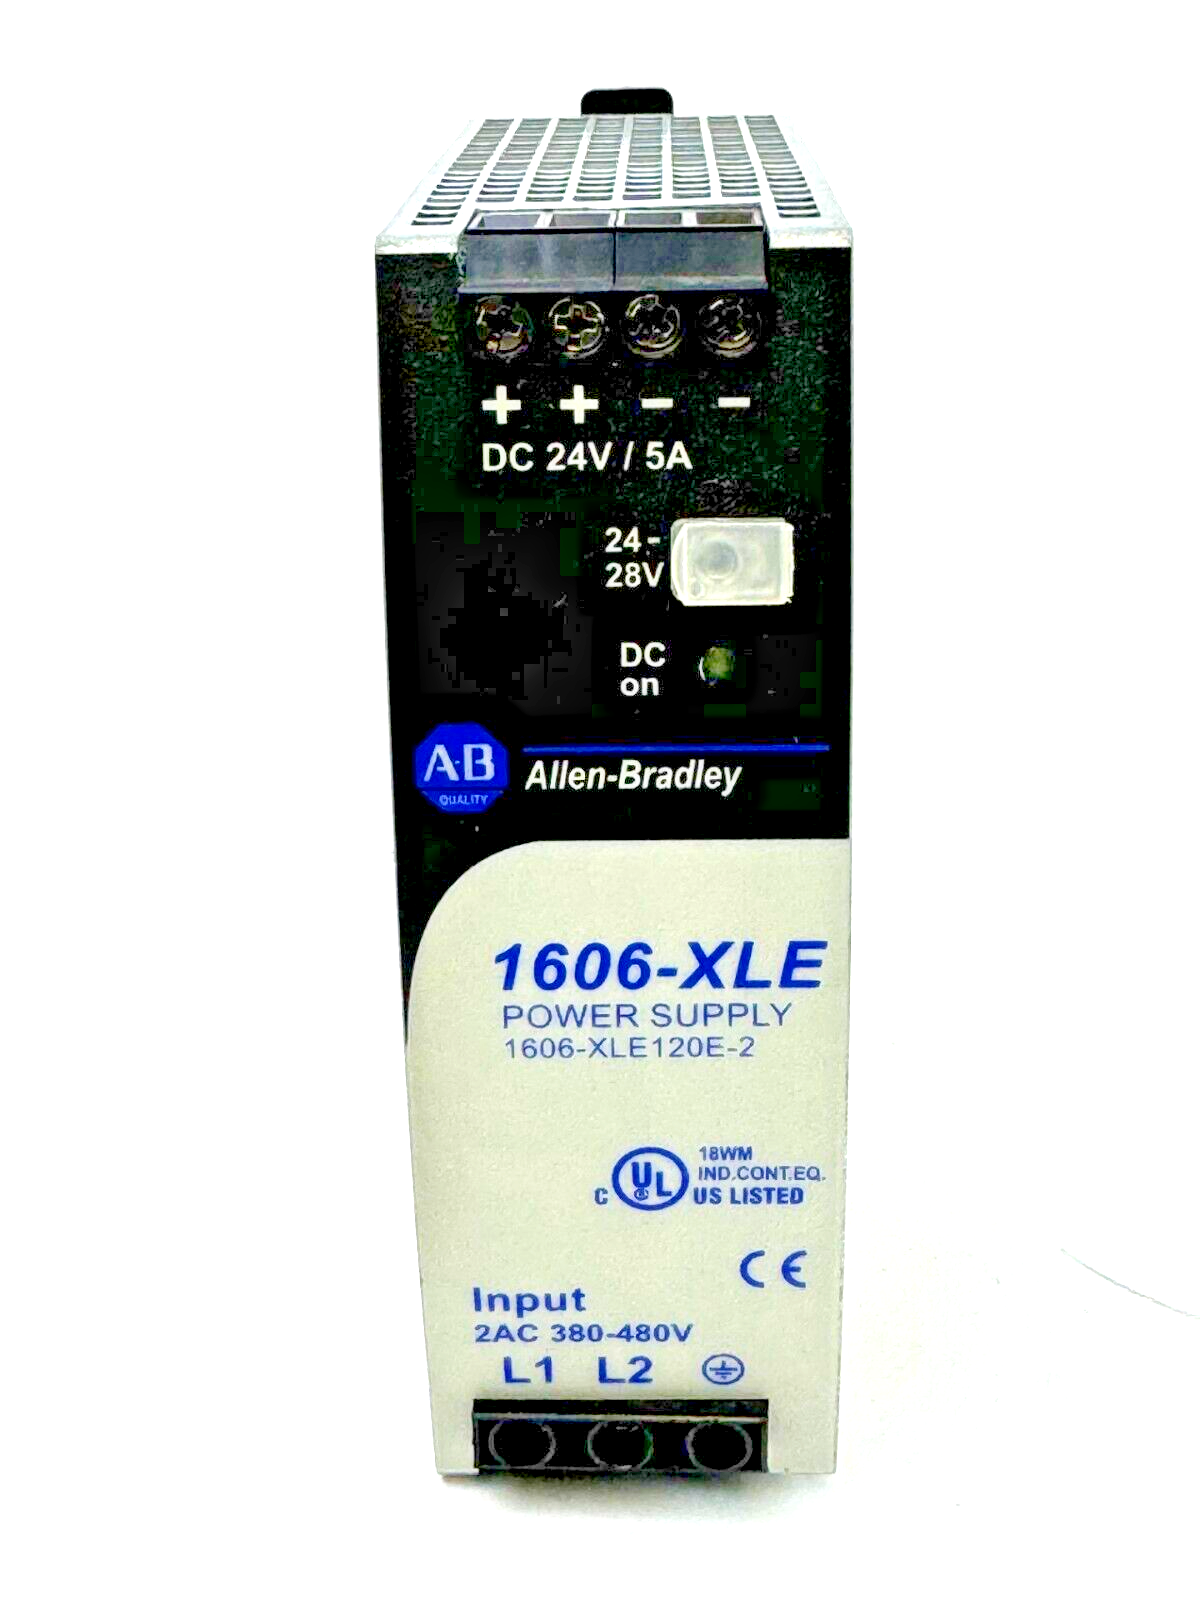 + + - -
DC 24V / 5A
24-
28V
DC
on
A-B
QUALITY
Allen-Bradley
1606-XLE
POWER SUPPLY
1606-XLE120E-2
C UL US LISTED
18WM
IND.CONT.EQ.
CE
Input
2AC 380-480V
L1 L2